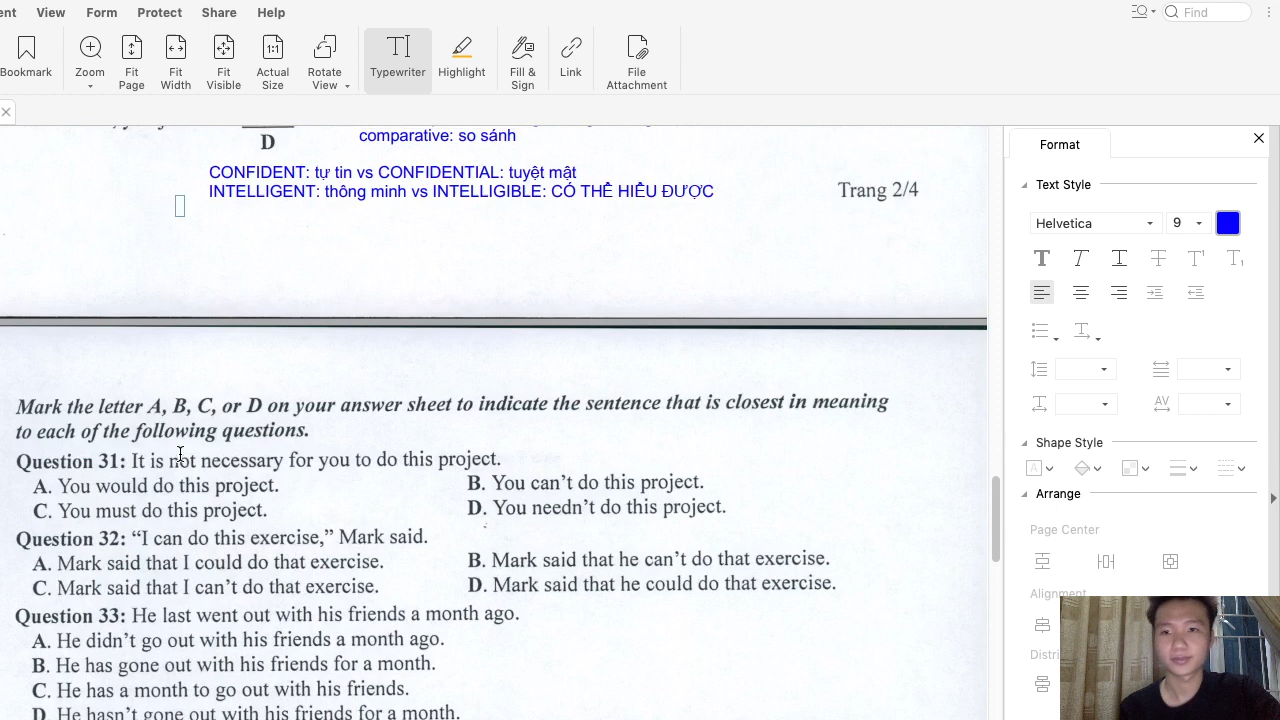 ent View Form Protect Share Help
Find
Bookmark
Zoom
Fit Page
Fit Width
Fit Visible
Actual Size
Rotate View
Typewriter
Highlight
Fill & Sign
Link
File Attachment
D
comparative: so sánh
CONFIDENT: tự tin vs CONFIDENTIAL: tuyệt mật
INTELLIGENT: thông minh vs INTELLIGIBLE: CÓ THỂ HIỂU ĐƯỢC
Trang 2/4
Mark the letter A, B, C, or D on your answer sheet to indicate the sentence that is closest in meaning
to each of the following questions.
Question 31: It is not necessary for you to do this project.
A. You would do this project. B. You can't do this project.
C. You must do this project. D. You needn't do this project.
Question 32: “I can do this exercise,” Mark said.
A. Mark said that I could do that exercise. B. Mark said that he can't do that exercise.
C. Mark said that I can't do that exercise. D. Mark said that he could do that exercise.
Question 33: He last went out with his friends a month ago.
A. He didn't go out with his friends a month ago.
B. He has gone out with his friends for a month.
C. He has a month to go out with his friends.
D. He hasn't gone out with his friends for a month.
Format
Text Style
Helvetica 9
Shape Style
Arrange
Page Center
Alignment
Distri